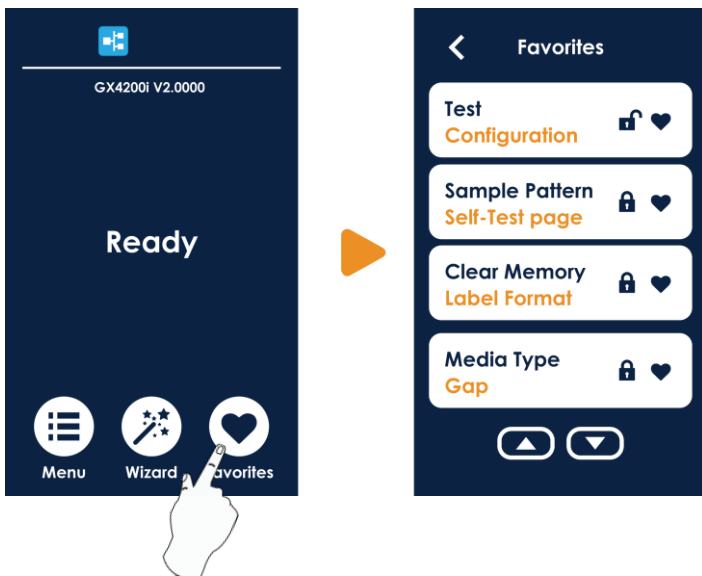 GX4200i V2.0000
Ready
Menu
Wizard
avorites
Favorites
Test
Configuration
Sample Pattern
Self-Test page
Clear Memory
Label Format
Media Type
Gap